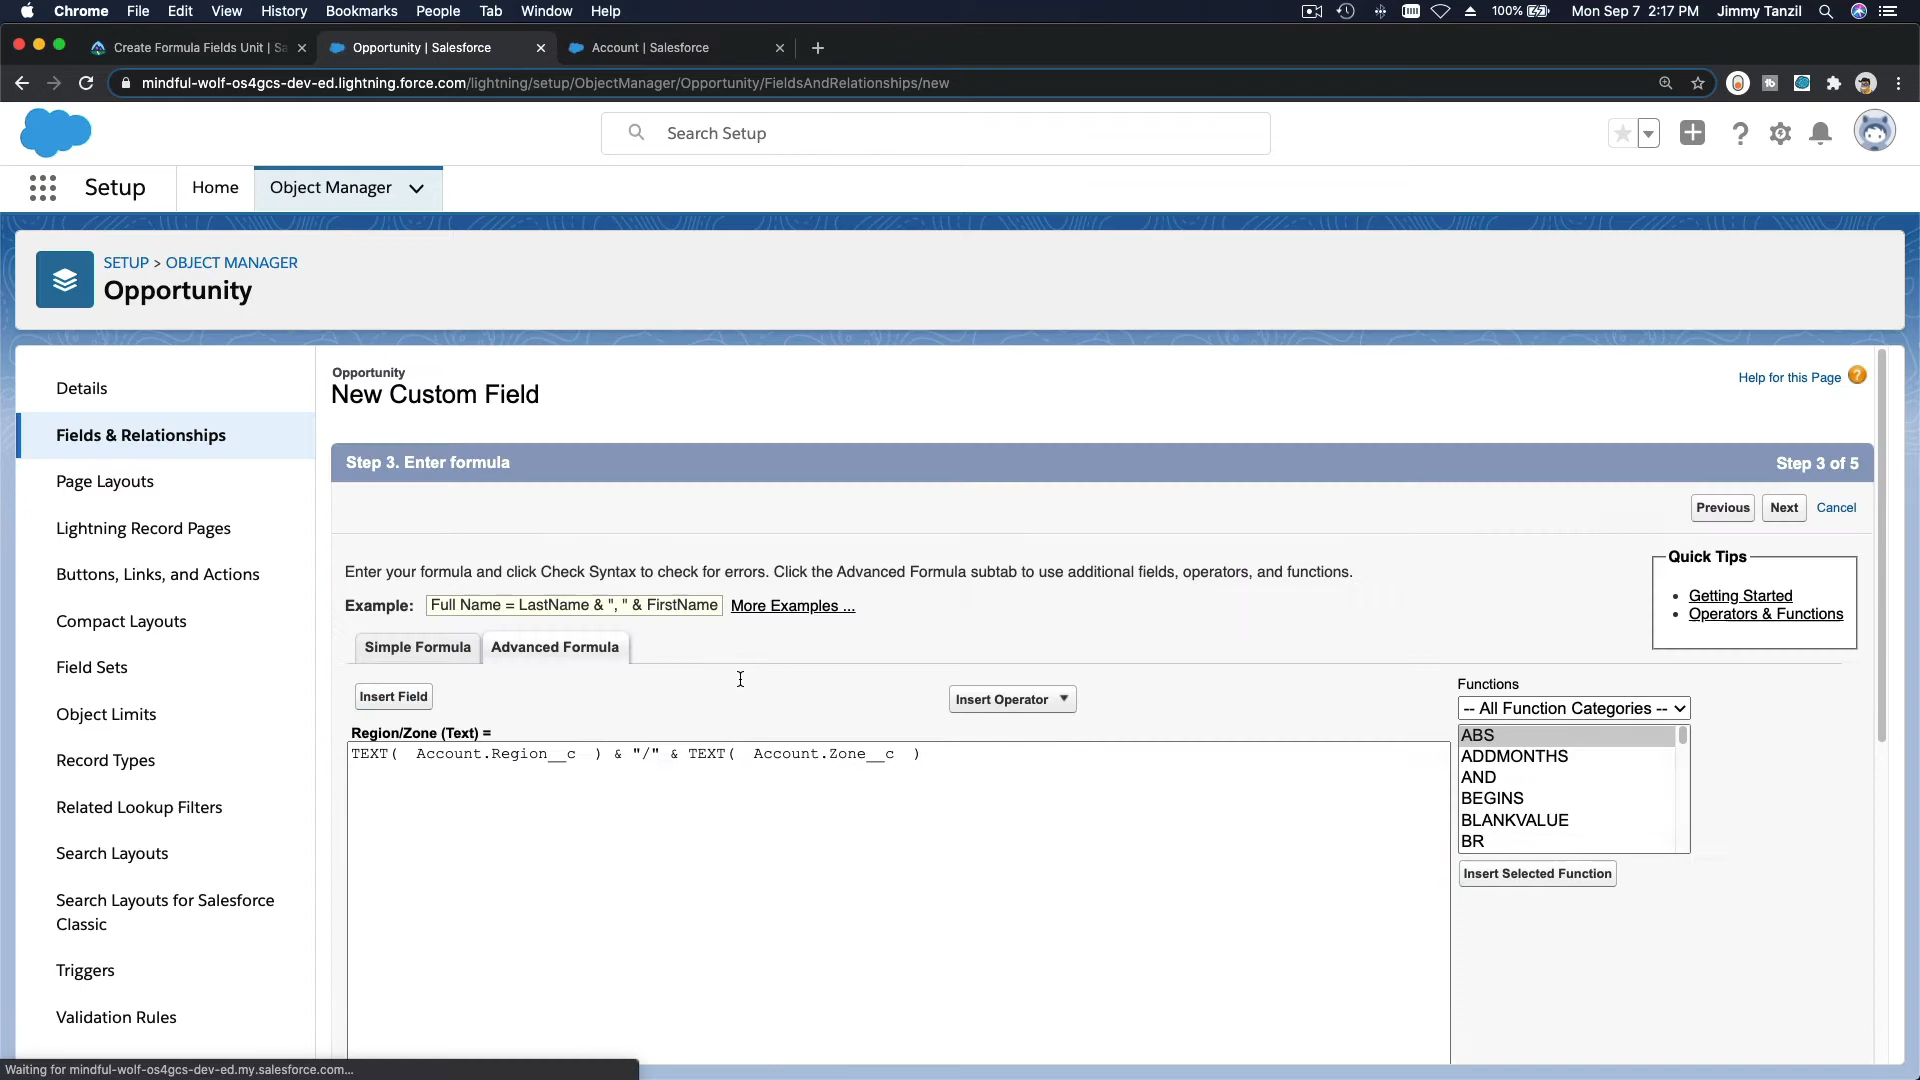 Chrome File Edit View History Bookmarks People Tab Window Help 100% Mon Sep 7 2:17 PM Jimmy Tanzil
Create Formula Fields Unit | Sa Opportunity | Salesforce Account | Salesforce
mindful-wolf-os4gcs-dev-ed.lightning.force.com/lightning/setup/ObjectManager/Opportunity/FieldsAndRelationships/new
Search Setup
Setup Home Object Manager
SETUP > OBJECT MANAGER
Opportunity
Details
Fields & Relationships
Page Layouts
Lightning Record Pages
Buttons, Links, and Actions
Compact Layouts
Field Sets
Object Limits
Record Types
Related Lookup Filters
Search Layouts
Search Layouts for Salesforce
Classic
Triggers
Validation Rules
Opportunity
New Custom Field
Help for this Page
Step 3. Enter formula Step 3 of 5
Previous Next Cancel
Enter your formula and click Check Syntax to check for errors. Click the Advanced Formula subtab to use additional fields, operators, and functions.
Example: Full Name = LastName & ", " & FirstName More Examples ...
Quick Tips
• Getting Started
• Operators & Functions
Simple Formula Advanced Formula
Insert Field Insert Operator
Region/Zone (Text) =
TEXT(  Account.Region__c  ) & "/" & TEXT(  Account.Zone__c  )
Functions
-- All Function Categories --
ABS
ADDMONTHS
AND
BEGINS
BLANKVALUE
BR
Insert Selected Function
Waiting for mindful-wolf-os4gcs-dev-ed.my.salesforce.com...